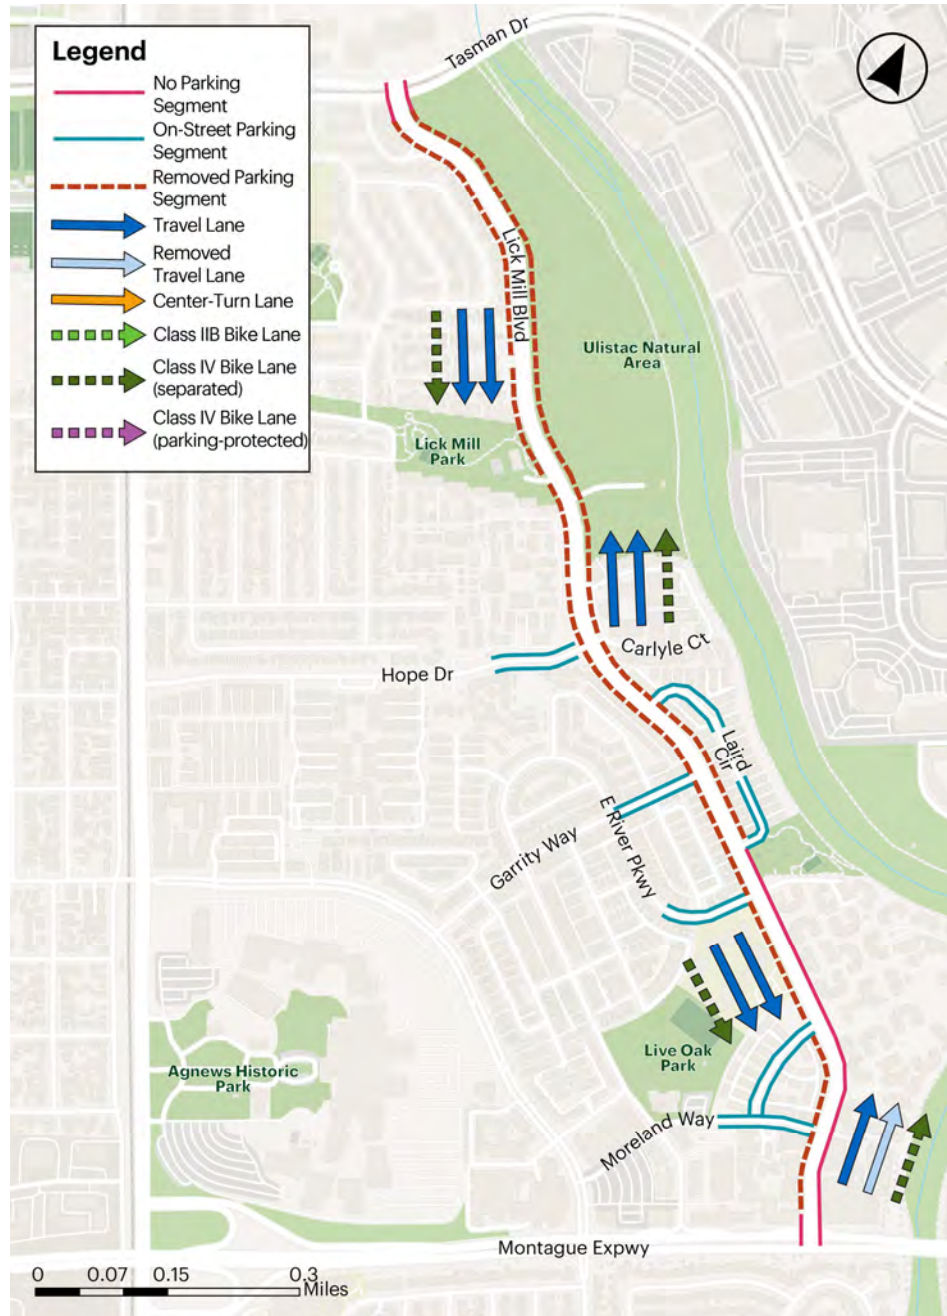 Legend
No Parking
Segment
On-Street Parking
Segment
Removed Parking
Segment
Travel Lane
Removed
Travel Lane
Center-Turn Lane
Class IIB Bike Lane
Class IV Bike Lane
(separated)
Class IV Bike Lane
(parking-protected)
Tasman Dr
Lick Mill Blvd
Ulistac Natural
Area
Lick Mill
Park
Carlyle Ct
Hope Dr
Laird
Cir
E River Pkwy
Garrity Way
Live Oak
Park
Agnews Historic
Park
Moreland Way
Montague Expwy
0 0.07 0.15 0.3
Miles